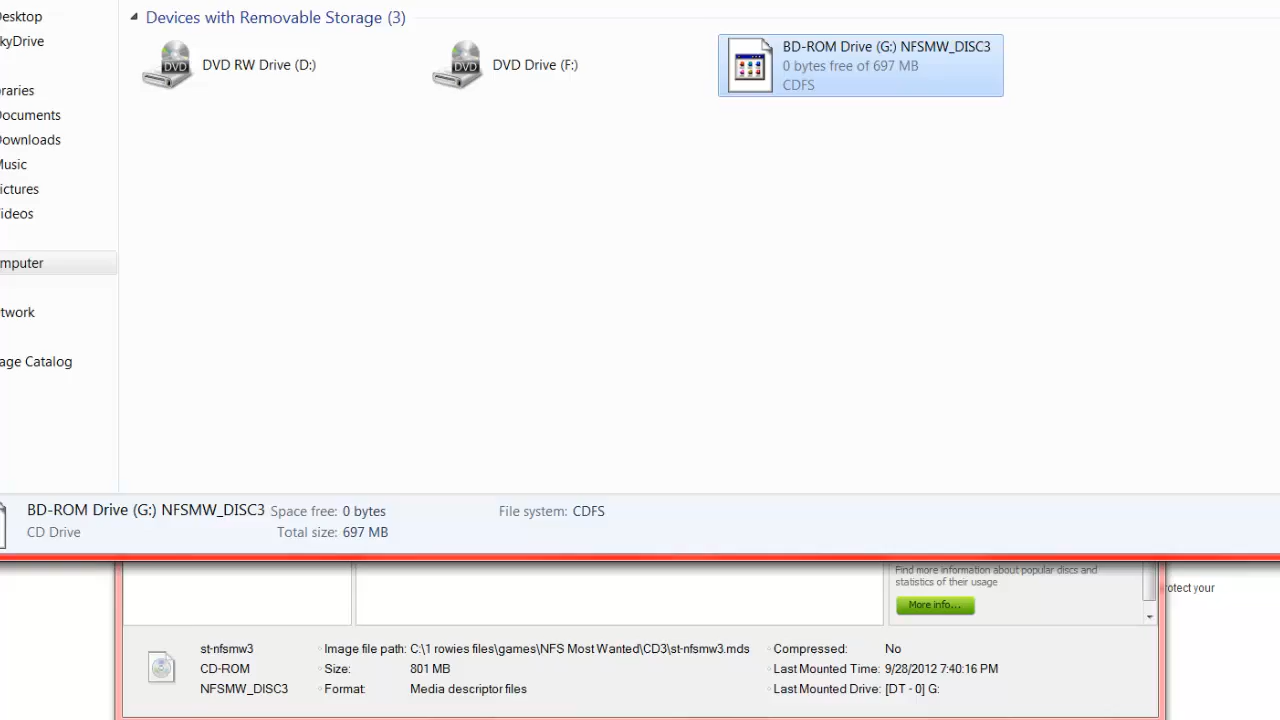 esktop
kyDrive
raries
ocuments
ownloads
Music
ictures
ideos
mputer
twork
age Catalog
Devices with Removable Storage (3)
DVD RW Drive (D:)
DVD Drive (F:)
BD-ROM Drive (G:) NFSMW_DISC3
0 bytes free of 697 MB
CDFS
BD-ROM Drive (G:) NFSMW_DISC3 Space free: 0 bytes File system: CDFS
CD Drive Total size: 697 MB
Find more information about popular discs and
statistics of their usage
More info...
rotect your
st-nfsmw3 Image file path: C:\1 rowies files\games\NFS Most Wanted\CD3\st-nfsmw3.mds Compressed: No
CD-ROM Size: 801 MB Last Mounted Time: 9/28/2012 7:40:16 PM
NFSMW_DISC3 Format: Media descriptor files Last Mounted Drive: [DT - 0] G: